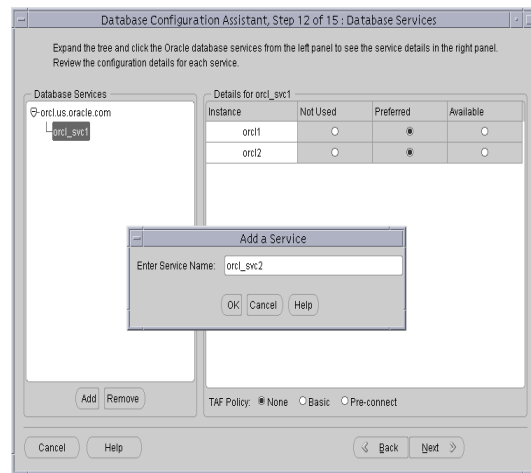 Database Configuration Assistant, Step 12 of 15 : Database Services
Expand the tree and click the Oracle database services from the left panel to see the service details in the right panel.
Review the configuration details for each service.
Database Services
orcl.us.oracle.com
orcl_svc1
Details for orcl_svc1
Instance Not Used Preferred Available
orcl1
orcl2
Add a Service
Enter Service Name: orcl_svc2
OK Cancel Help
Add Remove
TAF Policy: None Basic Pre-connect
Cancel Help Back Next